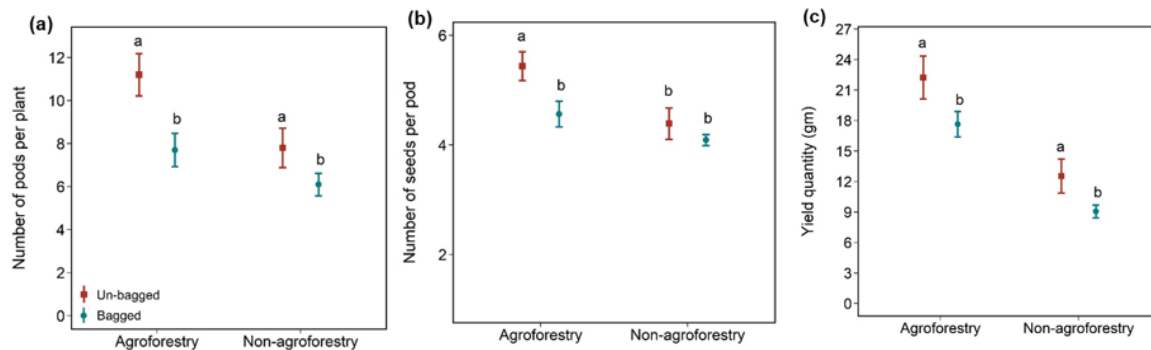 (a)
Number of pods per plant
12
10
8
6
4
2
0
a
b
a
b
Un-bagged
Bagged
Agroforestry Non-agroforestry
(b)
Number of seeds per pod
6
4
2
a
b
b
b
Agroforestry Non-agroforestry
(c)
Yield quantity (gm)
27
24
21
18
15
12
9
6
3
0
a
b
a
b
Agroforestry Non-agroforestry